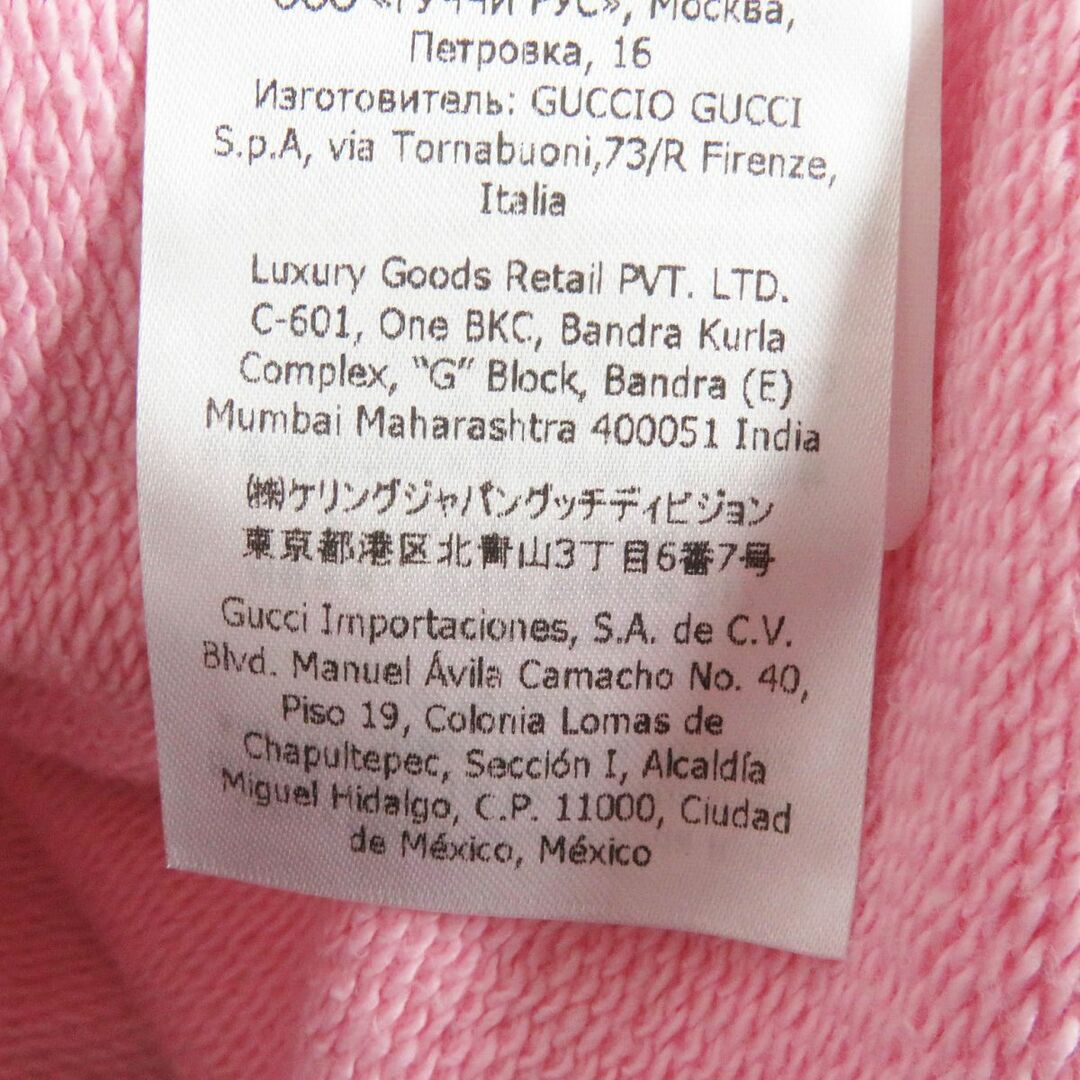 ООО «ГУЧЧИ РУС», Москва,
Петровка, 16
Изготовитель: GUCCIO GUCCI
S.p.A, via Tornabuoni,73/R Firenze,
Italia
Luxury Goods Retail PVT. LTD.
C-601, One BKC, Bandra Kurla
Complex, “G” Block, Bandra (E)
Mumbai Maharashtra 400051 India
㈱ケリングジャパングッチディビジョン
東京都港区北青山3丁目6番7号
Gucci Importaciones, S.A. de C.V.
Blvd. Manuel Ávila Camacho No. 40,
Piso 19, Colonia Lomas de
Chapultepec, Sección I, Alcaldía
Miguel Hidalgo, C.P. 11000, Ciudad
de México, México